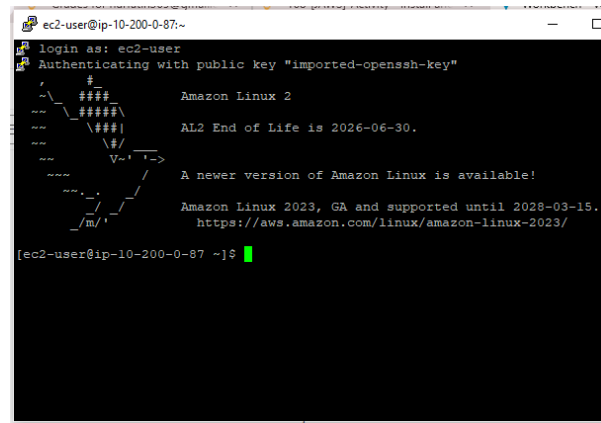 ec2-user@ip-10-200-0-87:~
login as: ec2-user
Authenticating with public key "imported-openssh-key"
,     #_
~\_  ####_        Amazon Linux 2
~~  \_#####\
~~     \###|       AL2 End of Life is 2026-06-30.
~~       \#/ ___
~~       V~' '->
~~~         /    A newer version of Amazon Linux is available!
~~._.   _/
_/ _/       Amazon Linux 2023, GA and supported until 2028-03-15.
_/m/'           https://aws.amazon.com/linux/amazon-linux-2023/
[ec2-user@ip-10-200-0-87 ~]$